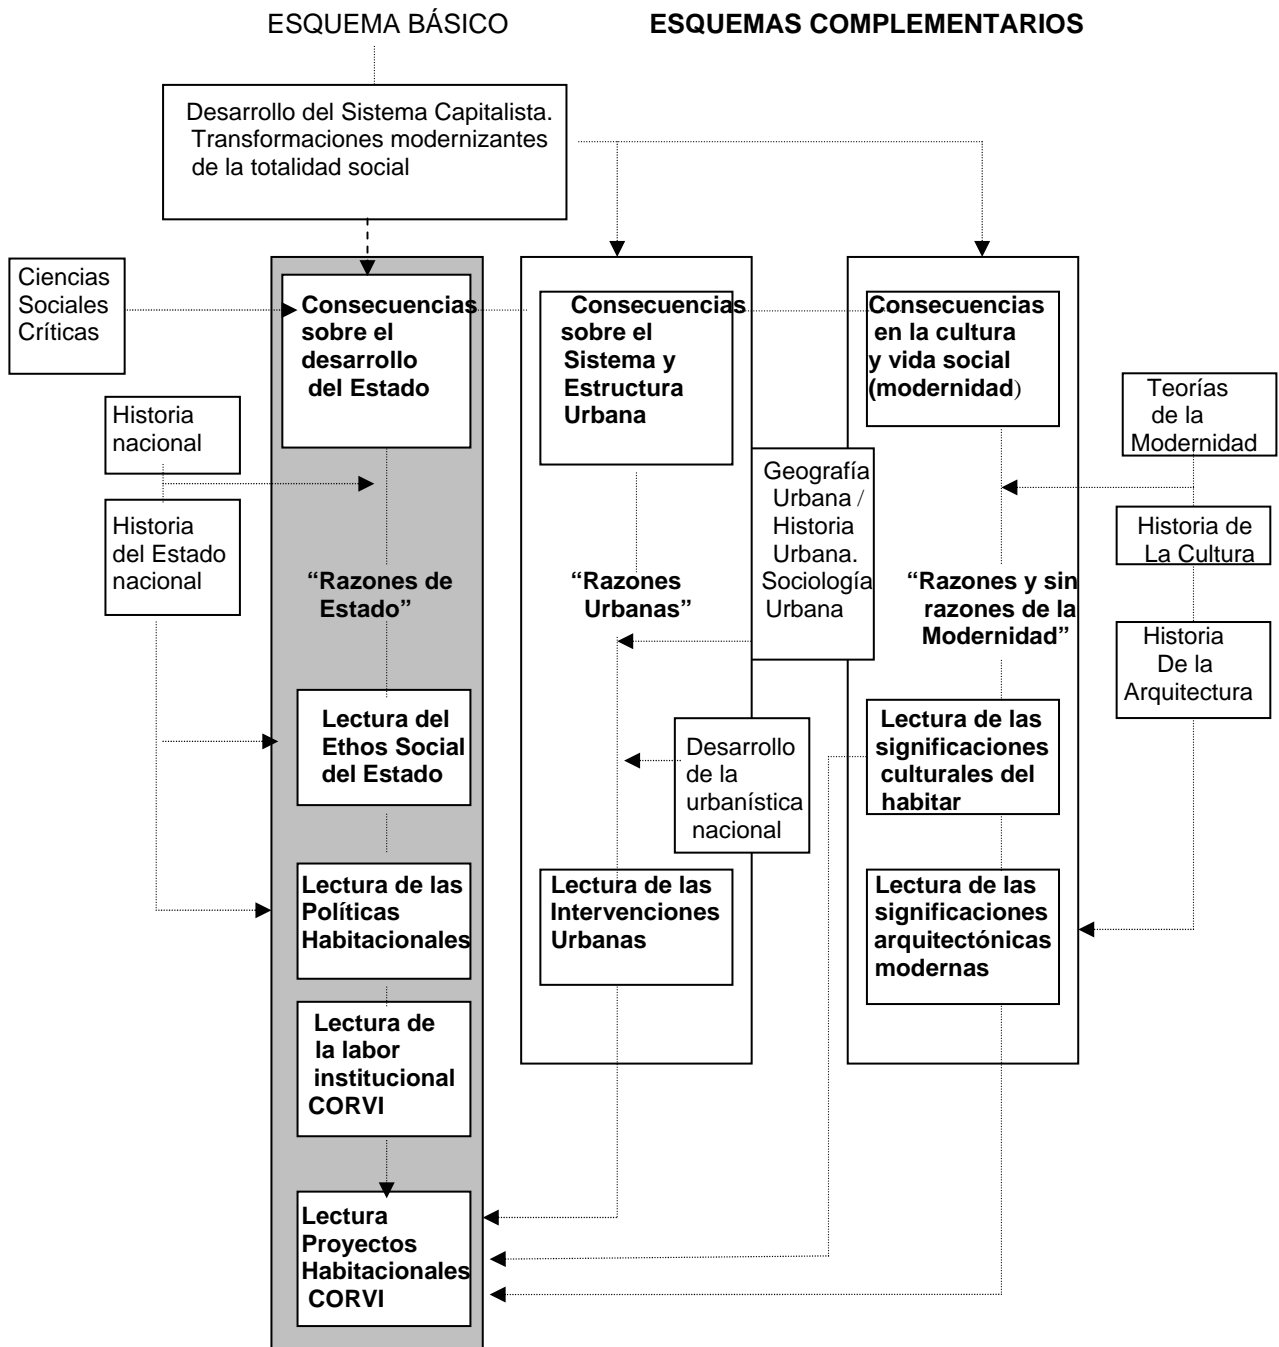 ESQUEMA BÁSICO
ESQUEMAS COMPLEMENTARIOS
Desarrollo del Sistema Capitalista.
Transformaciones modernizantes
de la totalidad social
Ciencias
Sociales
Críticas
Consecuencias
sobre el
desarrollo
del Estado
Consecuencias
sobre el
Sistema y
Estructura
Urbana
Consecuencias
en la cultura
y vida social
(modernidad)
Historia
nacional
Historia
del Estado
nacional
Teorías
de la
Modernidad
Geografía
Urbana /
Historia
Urbana.
Sociología
Urbana
Historia de
La Cultura
“Razones de
Estado”
“Razones
Urbanas”
“Razones y sin
razones de la
Modernidad”
Historia
De la
Arquitectura
Lectura del
Ethos Social
del Estado
Desarrollo
de la
urbanística
nacional
Lectura de las
significaciones
culturales del
habitar
Lectura de las
Políticas
Habitacionales
Lectura de las
Intervenciones
Urbanas
Lectura de las
significaciones
arquitectónicas
modernas
Lectura de
la labor
institucional
CORVI
Lectura
Proyectos
Habitacionales
CORVI